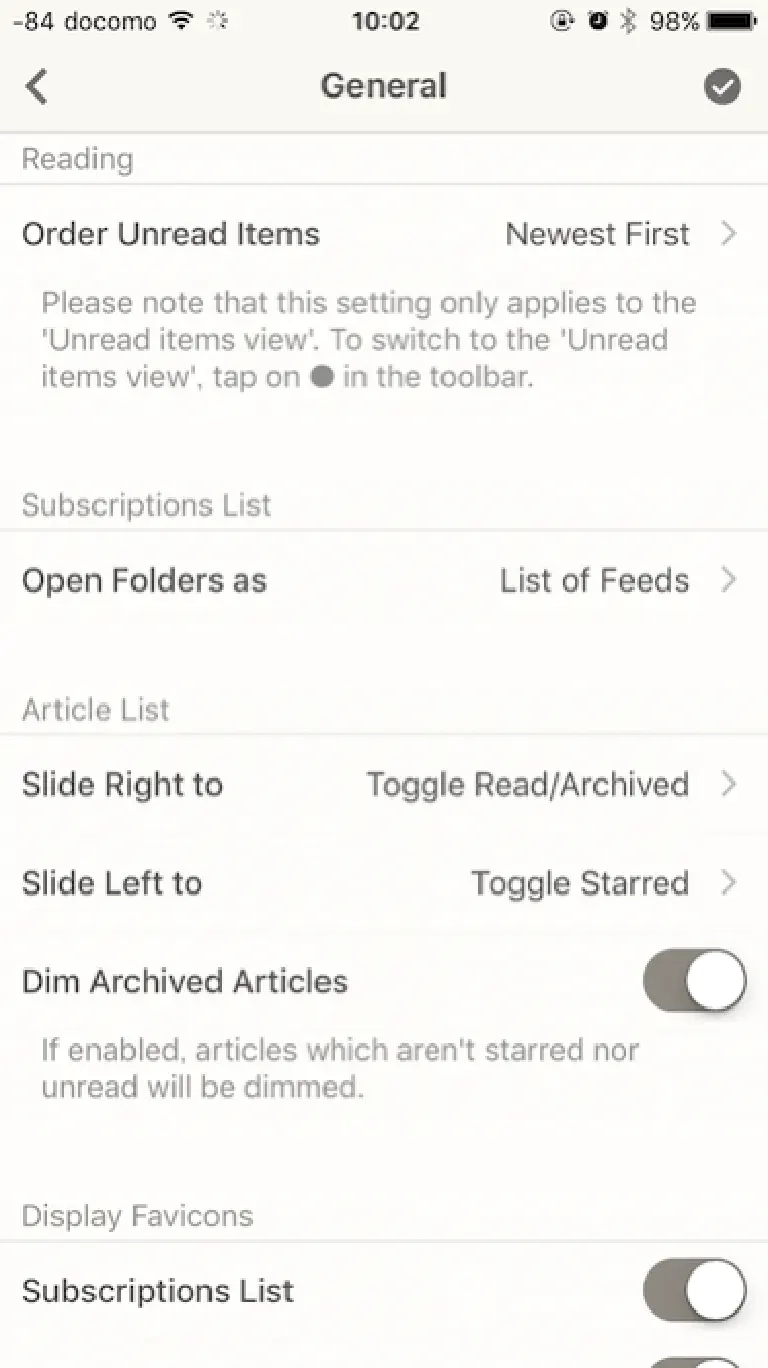 -84 docomo 10:02 98%
General
Reading
Order Unread Items Newest First
Please note that this setting only applies to the
'Unread items view'. To switch to the 'Unread
items view', tap on ● in the toolbar.
Subscriptions List
Open Folders as List of Feeds
Article List
Slide Right to Toggle Read/Archived
Slide Left to Toggle Starred
Dim Archived Articles
If enabled, articles which aren't starred nor
unread will be dimmed.
Display Favicons
Subscriptions List